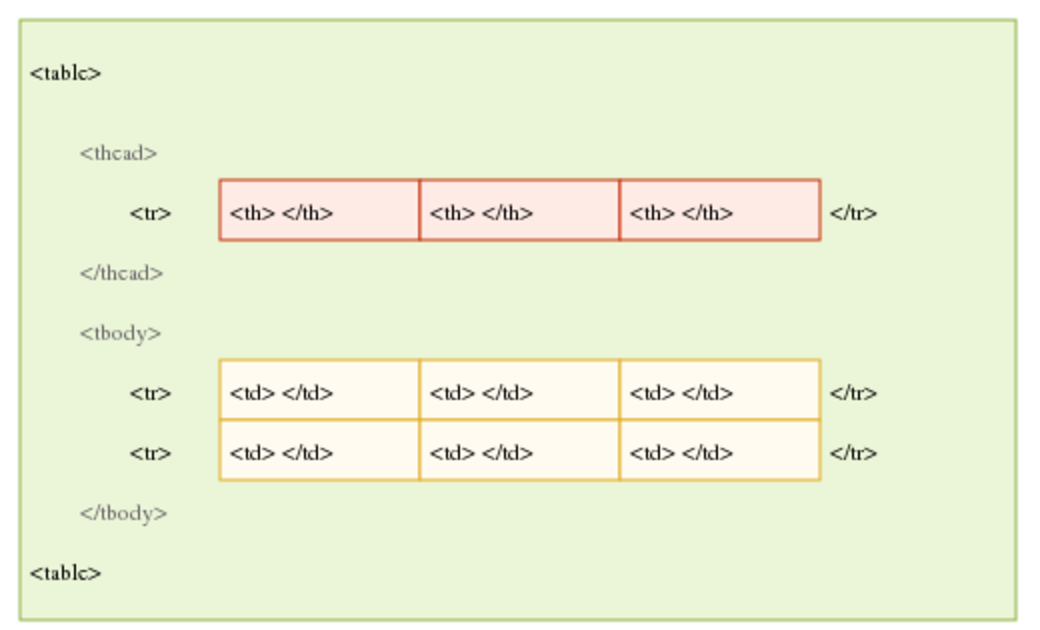 <table>
<thead>
<tr> <th> </th> <th> </th> <th> </th> </tr>
</thead>
<tbody>
<tr> <td> </td> <td> </td> <td> </td> </tr>
<tr> <td> </td> <td> </td> <td> </td> </tr>
</tbody>
<table>